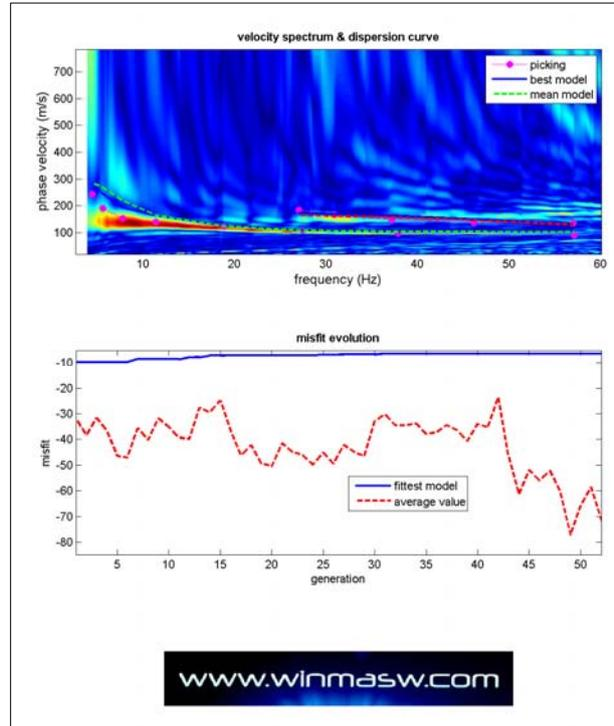 velocity spectrum & dispersion curve
phase velocity (m/s)
700
600
500
400
300
200
100
picking
best model
mean model
10
20
30
40
50
60
frequency (Hz)
misfit evolution
misfit
-10
-20
-30
-40
-50
-60
-70
-80
fittest model
average value
5
10
15
20
25
30
35
40
45
50
generation
www.winmasw.com